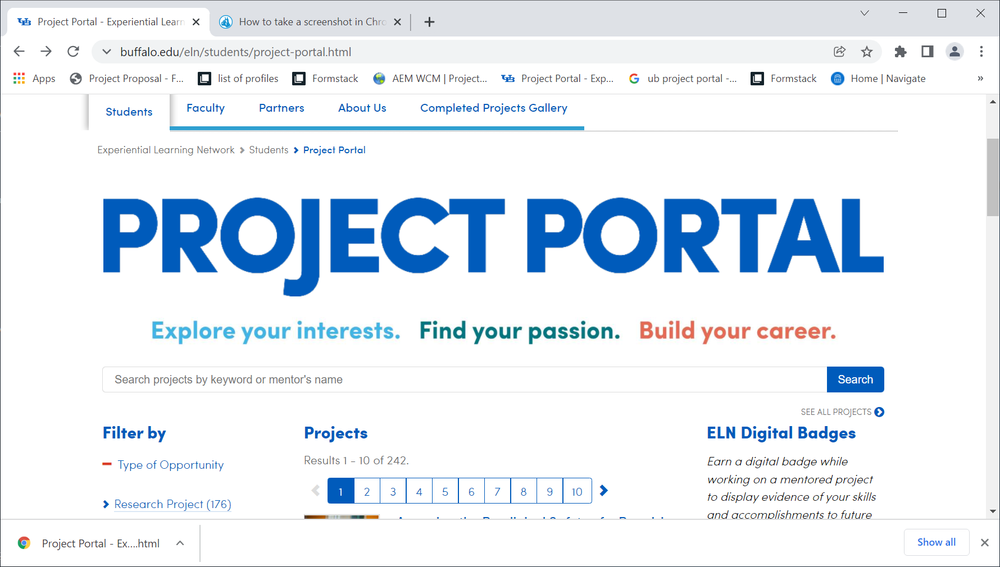 Project Portal - Experiential Learn
How to take a screenshot in Chro
buffalo.edu/eln/students/project-portal.html
Apps
Project Proposal - F...
list of profiles
Formstack
AEM WCM | Project...
Project Portal - Exp...
ub project portal -...
Formstack
Home | Navigate
»
Students
Faculty
Partners
About Us
Completed Projects Gallery
Experiential Learning Network
Students
Project Portal
PROJECT PORTAL
Explore your interests. Find your passion. Build your career.
Search projects by keyword or mentor's name
Search
SEE ALL PROJECTS
Filter by
Type of Opportunity
Research Project (176)
Projects
Results 1 - 10 of 242.
1 2 3 4 5 6 7 8 9 10
ELN Digital Badges
Earn a digital badge while
working on a mentored project
to display evidence of your skills
and accomplishments to future
Project Portal - Ex....html
Show all